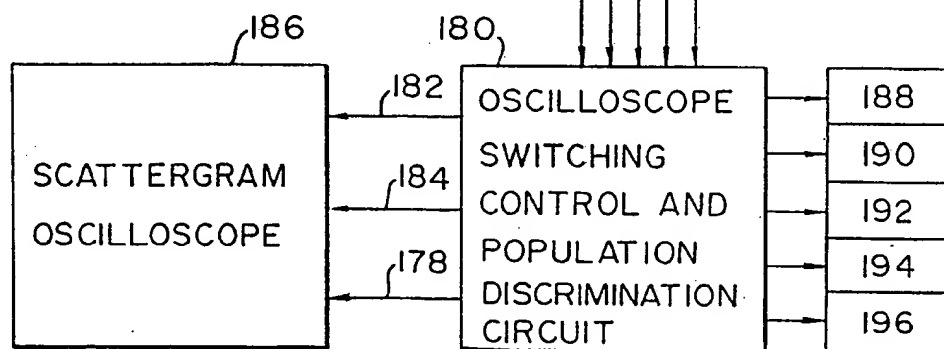 186
180
182
184
178
SCATTERGRAM
OSCILLOSCOPE
OSCILLOSCOPE
SWITCHING
CONTROL AND
POPULATION
DISCRIMINATION
CIRCUIT
188
190
192
194
196